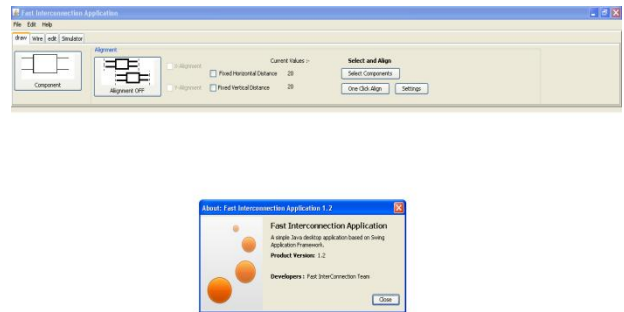 Fast Interconnection Application
File Edit Help
draw Wire edit Simulator
Alignment
Component
Alignment OFF
X-Alignment
Y-Alignment
Current Values :-
Fixed Horizontal Distance 20
Fixed Vertical Distance 20
Select and Align
Select Components
One Click Align Settings
About: Fast Interconnection Application 1.2
Fast Interconnection Application
A simple Java desktop application based on Swing
Application Framework.
Product Version: 1.2
Developers : Fast InterConnection Team
Close